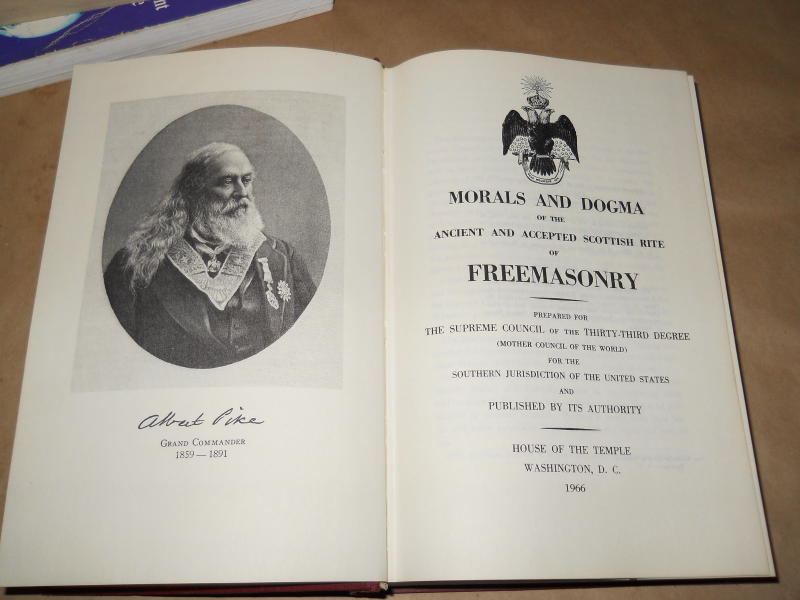 Albert Pike
GRAND COMMANDER
1859—1891
MORALS AND DOGMA
OF THE
ANCIENT AND ACCEPTED SCOTTISH RITE
OF
FREEMASONRY
PREPARED FOR
THE SUPREME COUNCIL OF THE THIRTY-THIRD DEGREE
(MOTHER COUNCIL OF THE WORLD)
FOR THE
SOUTHERN JURISDICTION OF THE UNITED STATES
AND
PUBLISHED BY ITS AUTHORITY
HOUSE OF THE TEMPLE
WASHINGTON, D. C.
1966